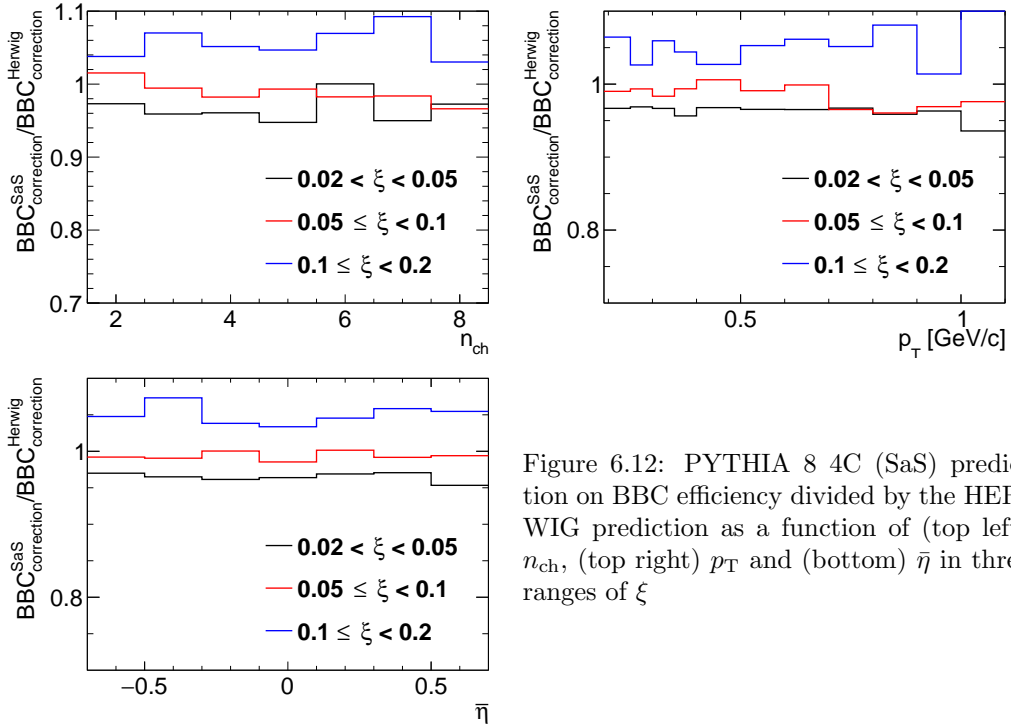 BBC^SaS_correction/BBC^Herwig_correction
1.1
1
0.9
0.8
0.7
0.02 < ξ < 0.05
0.05 ≤ ξ < 0.1
0.1 ≤ ξ < 0.2
2 4 6 8
n_ch
BBC^SaS_correction/BBC^Herwig_correction
1
0.8
0.02 < ξ < 0.05
0.05 ≤ ξ < 0.1
0.1 ≤ ξ < 0.2
0.5 1
p_T [GeV/c]
BBC^SaS_correction/BBC^Herwig_correction
1
0.8
0.02 < ξ < 0.05
0.05 ≤ ξ < 0.1
0.1 ≤ ξ < 0.2
−0.5 0 0.5
η̄
Figure 6.12: PYTHIA 8 4C (SaS) predic
tion on BBC efficiency divided by the HER
WIG prediction as a function of (top left
n_ch, (top right) p_T and (bottom) η̄ in thre
ranges of ξ